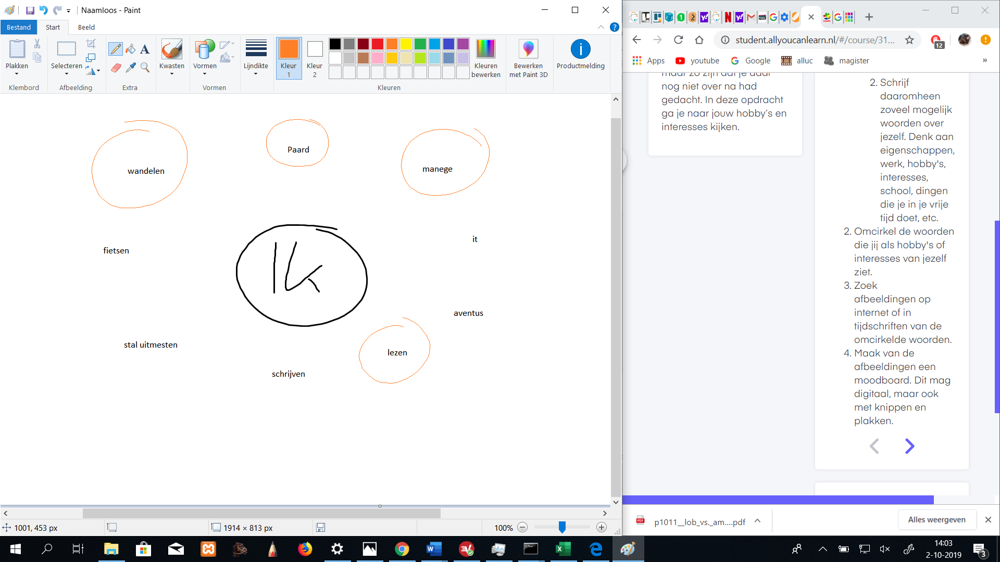 Naamloos - Paint
Bestand
Start
Beeld
Plakken
Selecteren
Kwasten
Vormen
Lijndikte
Kleur
1
Kleur
2
Kleuren
bewerken
Bewerken
met Paint 3D
Productmelding
Klembord
Afbeelding
Extra
Vormen
Kleuren
wandelen
Paard
manege
fietsen
Ik
it
aventus
stal uitmesten
lezen
schrijven
1001, 453 px
1914 × 813 px
100%
student.allyoucanlearn.nl/#/course/31...
12
Apps
youtube
Google
alluc
magister
»
nog niet over na had
gedacht. In deze opdracht
ga je naar jouw hobby's en
interesses kijken.
2. Schrijf
daaromheen
zoveel mogelijk
woorden over
jezelf. Denk aan
eigenschappen,
werk, hobby's,
interesses,
school, dingen
die je in je vrije
tijd doet, etc.
2. Omcirkel de woorden
die jij als hobby's of
interesses van jezelf
ziet.
3. Zoek
afbeeldingen op
internet of in
tijdschriften van de
omcirkelde woorden.
4. Maak van de
afbeeldingen een
moodboard. Dit mag
digitaal, maar ook
met knippen en
plakken.
p1011__lob_vs._am....pdf
Alles weergeven
14:03
2-10-2019
3